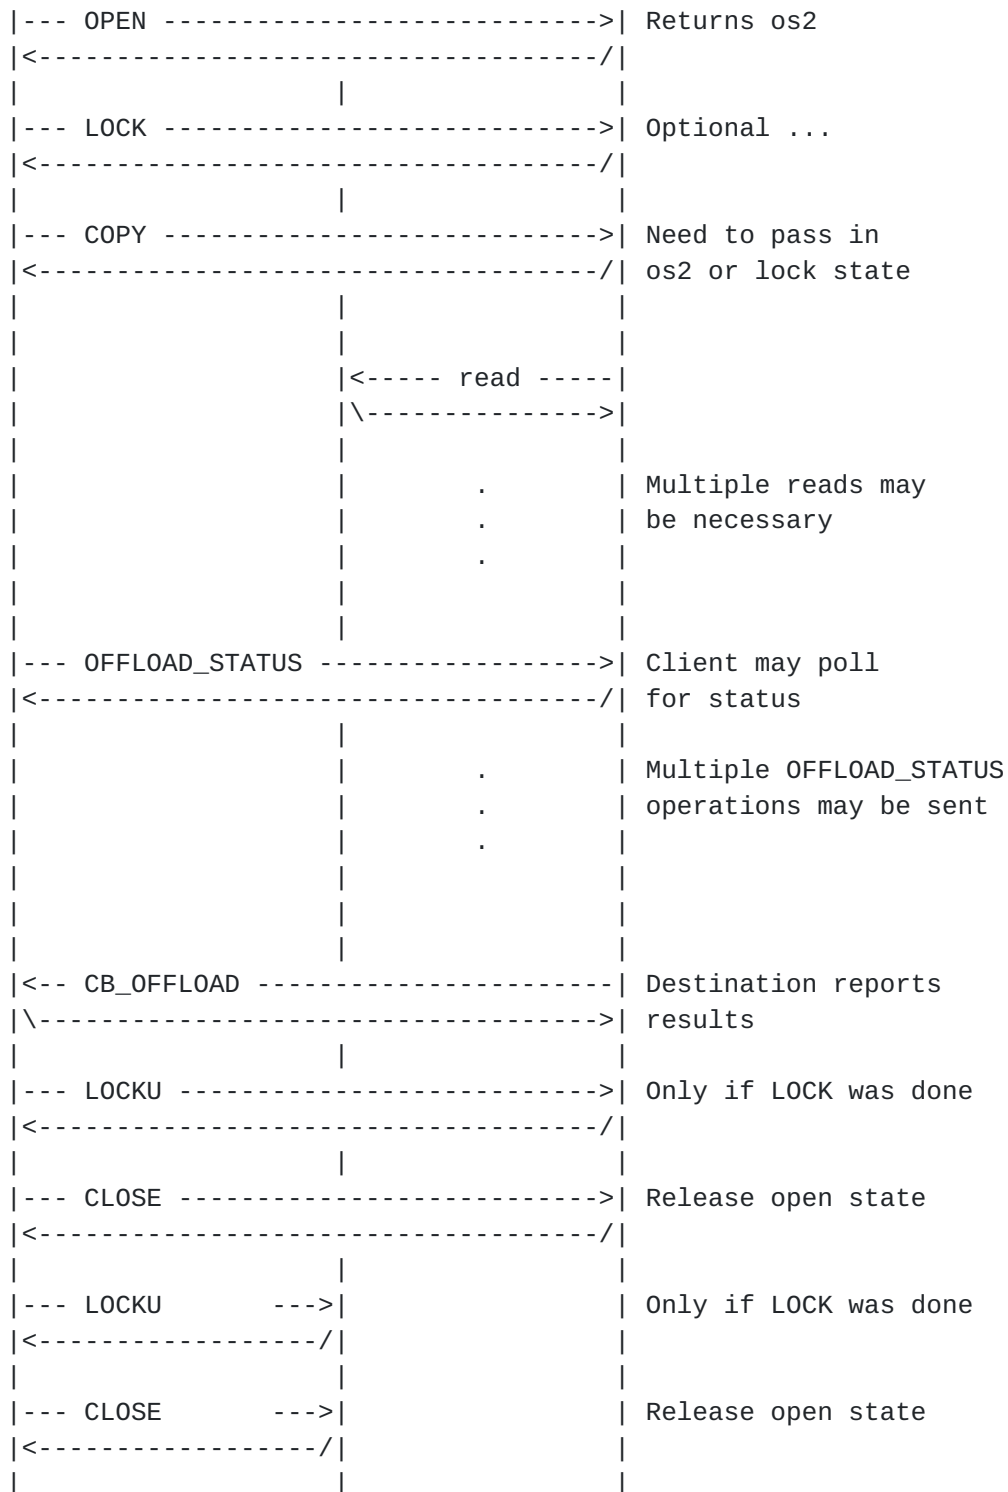 |--- OPEN ---------------------------->| Returns os2
|<------------------------------------/|
|                    |                 |
|--- LOCK ---------------------------->| Optional ...
|<------------------------------------/|
|                    |                 |
|--- COPY ---------------------------->| Need to pass in
|<------------------------------------/| os2 or lock state
|                    |                 |
|                    |                 |
|                    |<----- read -----|
|                    |\--------------->|
|                    |                 |
|                    |        .        | Multiple reads may
|                    |        .        | be necessary
|                    |        .        |
|                    |                 |
|                    |                 |
|--- OFFLOAD_STATUS ------------------>| Client may poll
|<------------------------------------/| for status
|                    |                 |
|                    |        .        | Multiple OFFLOAD_STATUS
|                    |        .        | operations may be sent
|                    |        .        |
|                    |                 |
|                    |                 |
|                    |                 |
|<-- CB_OFFLOAD -----------------------| Destination reports
|\------------------------------------>| results
|                    |                 |
|--- LOCKU --------------------------->| Only if LOCK was done
|<------------------------------------/|
|                    |                 |
|--- CLOSE --------------------------->| Release open state
|<------------------------------------/|
|                    |                 |
|--- LOCKU       --->|                 | Only if LOCK was done
|<------------------/|                 |
|                    |                 |
|--- CLOSE       --->|                 | Release open state
|<------------------/|                 |
|                    |                 |